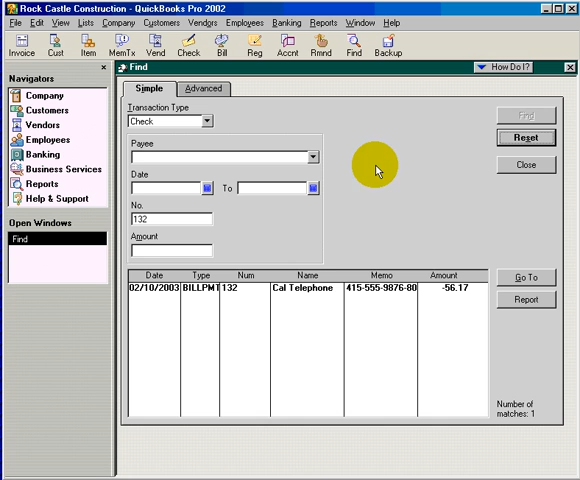 Rock Castle Construction - QuickBooks Pro 2002
File Edit View Lists Company Customers Vendors Employees Banking Reports Window Help
Invoice Cust Item MemTx Vend Check Bill Reg Accnt Rmnd Find Backup
Find
How Do I?
Navigators
Company
Customers
Vendors
Employees
Banking
Business Services
Reports
Help & Support
Open Windows
Find
Simple Advanced
Transaction Type
Check
Payee
Date
To
No.
132
Amount
Find
Reset
Close
Date Type Num Name Memo Amount
02/10/2003 BILLPMT 132 Cal Telephone 415-555-9876-80 -56.17
Go To
Report
Number of
matches: 1